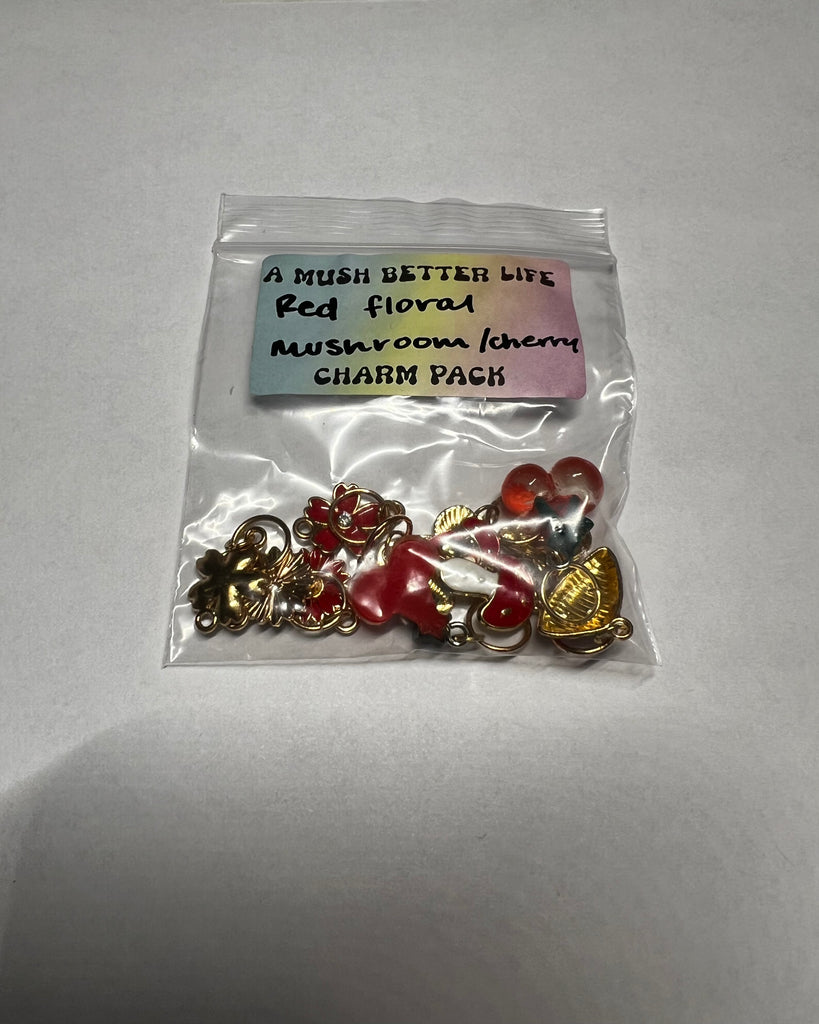 A MUSH BETTER LIFE
Red floral
mushroom/cherry
CHARM PACK